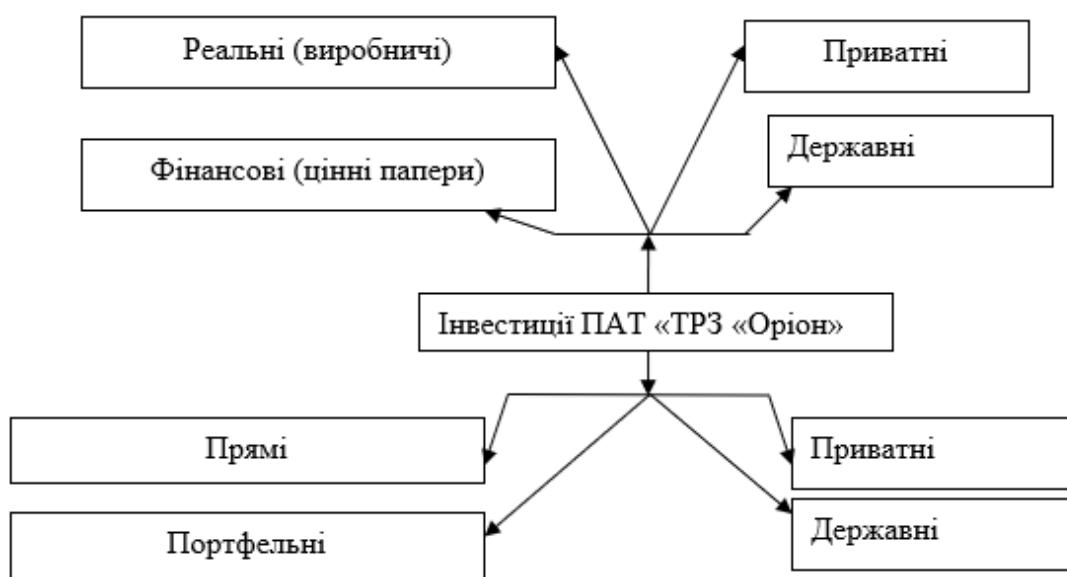 Реальні (виробничі)
Приватні
Фінансові (цінні папери)
Державні
Інвестиції ПАТ «ТРЗ «Оріон»
Прямі
Приватні
Портфельні
Державні